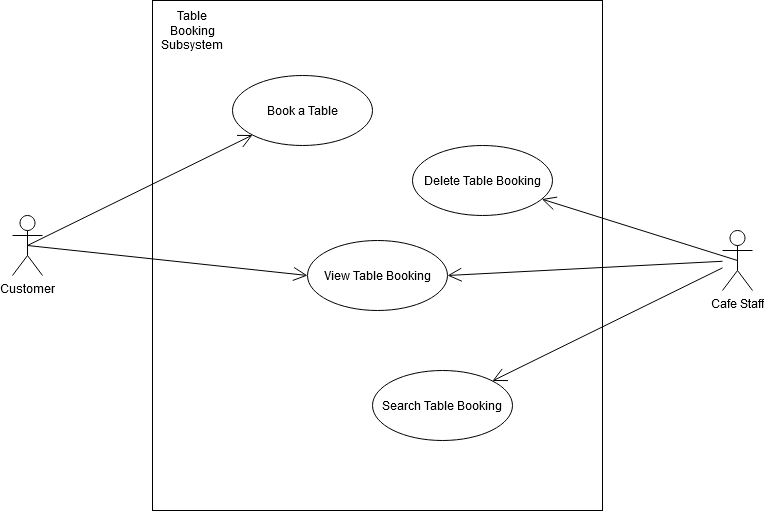 Table
Booking
Subsystem
Book a Table
Delete Table Booking
View Table Booking
Customer
Cafe Staff
Search Table Booking